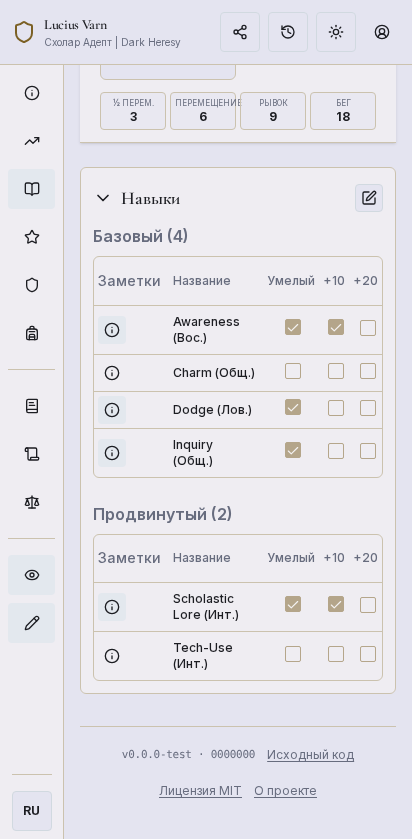 Lucius Varn
Схолар Адепт | Dark Heresy
½ ПЕРЕМ. ПЕРЕМЕЩЕНИЕ РЫВОК БЕГ
3 6 9 18
Навыки
Базовый (4)
Заметки Название Умелый +10 +20
Awareness
(Вос.)
Charm (Общ.)
Dodge (Лов.)
Inquiry
(Общ.)
Продвинутый (2)
Заметки Название Умелый +10 +20
Scholastic
Lore (Инт.)
Tech-Use
(Инт.)
v0.0.0-test · 0000000 Исходный код
Лицензия MIT О проекте
RU